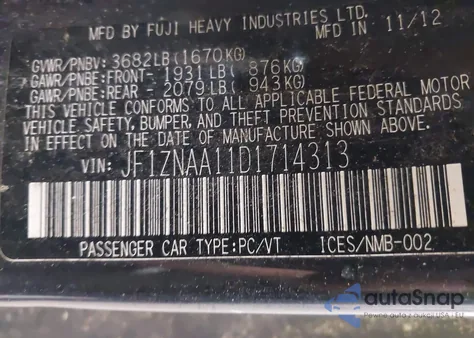 MFD BY FUJI HEAVY INDUSTRIES LTD.
IN JAPAN 11/12
GVWR/PNBV: 3682LB(1670KG)
GAWR/PNBE:FRONT- 1931LB( 876KG)
GAWR/PNBE:REAR - 2079LB( 943KG)
THIS VEHICLE CONFORMS TO ALL APPLICABLE FEDERAL MOTOR
VEHICLE SAFETY, BUMPER, AND THEFT PREVENTION STANDARDS
IN EFFECT ON THE DATE OF MANUFACTURE SHOWN ABOVE.
VIN: JF1ZNAA11D1714313
PASSENGER CAR TYPE:PC/VT ICES/NMB-002
autoSnap